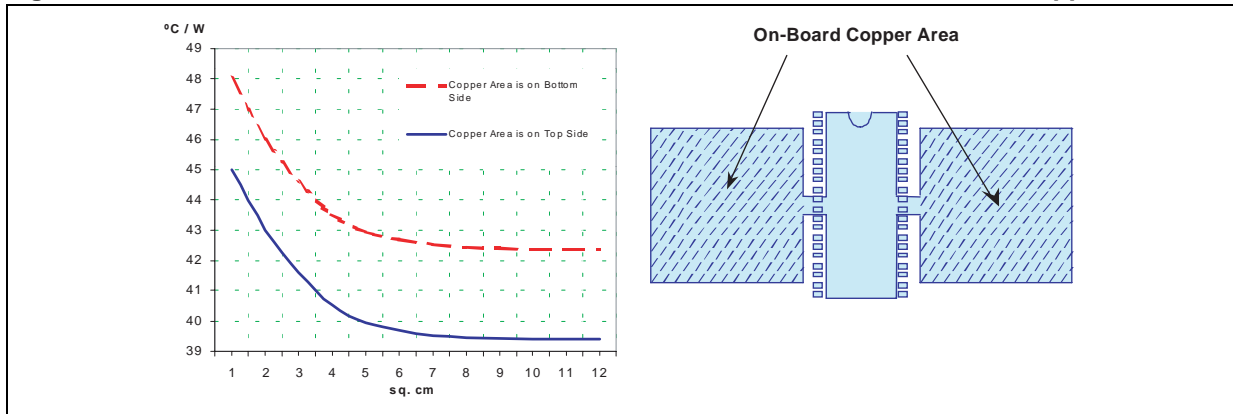 ºC / W
49
48
47
46
45
44
43
42
41
40
39
1 2 3 4 5 6 7 8 9 10 11 12
sq. cm
Copper Area is on Bottom
Side
Copper Area is on Top Side
On-Board Copper Area